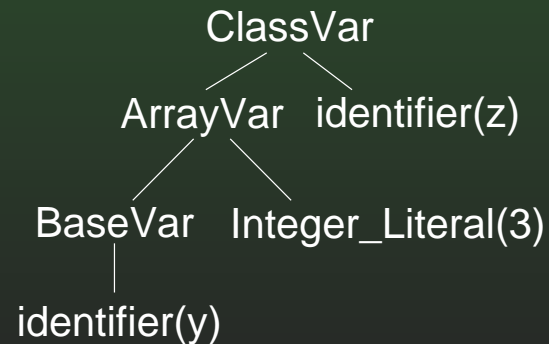 ClassVar
ArrayVar identifier(z)
BaseVar Integer_Literal(3)
identifier(y)